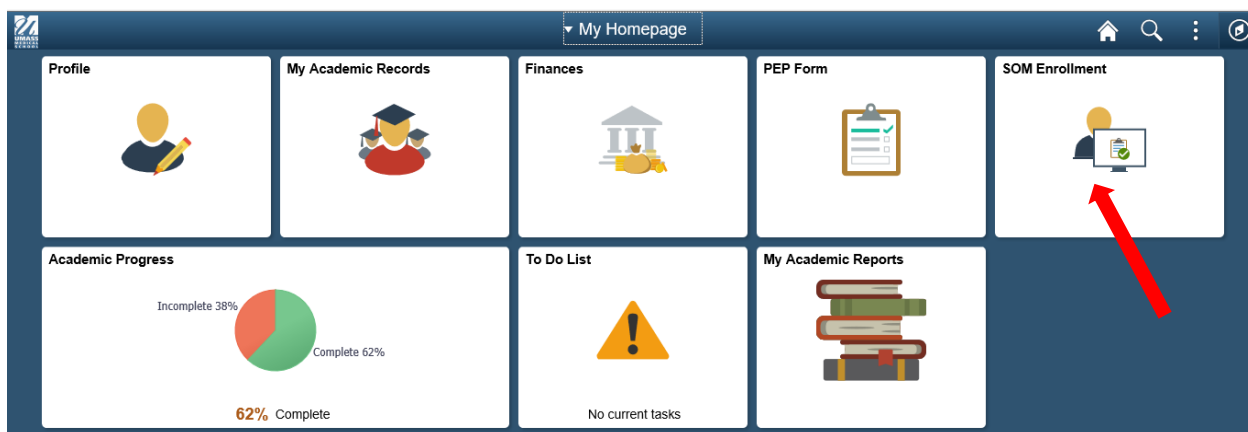 UMASS
MEDICAL
SCHOOL
My Homepage
Profile
My Academic Records
Finances
PEP Form
SOM Enrollment
Academic Progress
Incomplete 38%
Complete 62%
62% Complete
To Do List
No current tasks
My Academic Reports